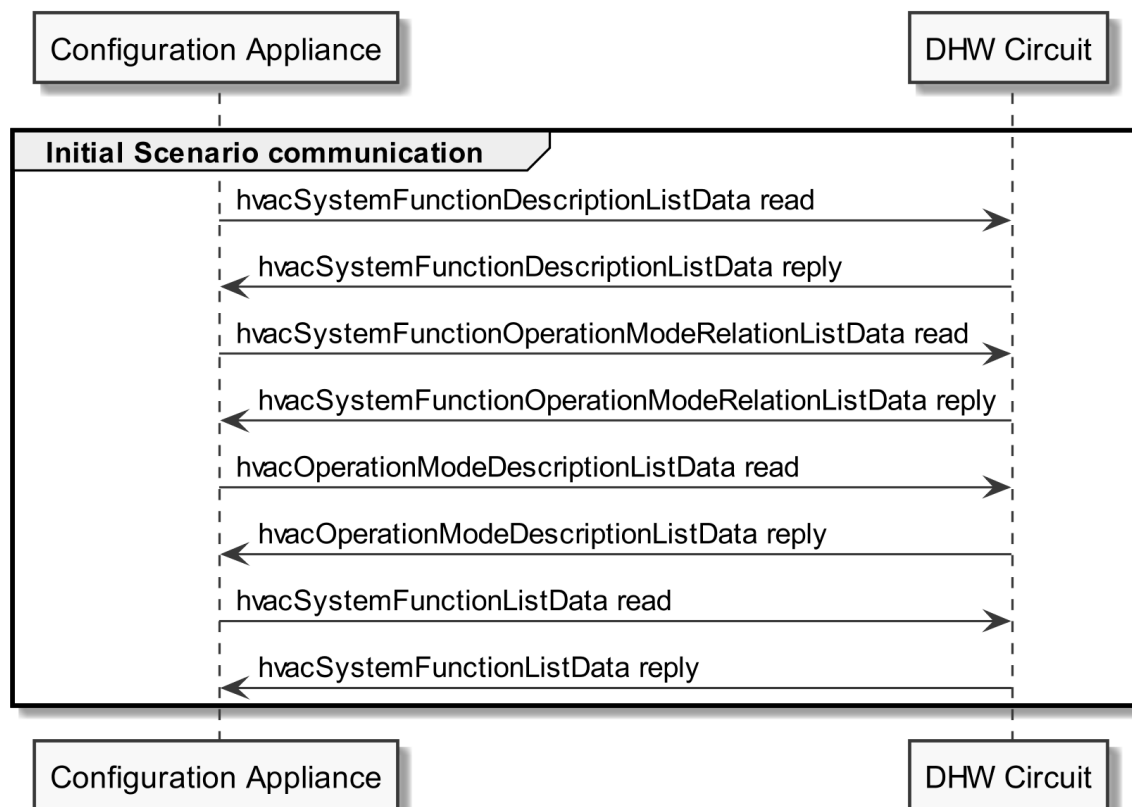 Configuration Appliance
DHW Circuit
Initial Scenario communication
hvacSystemFunctionDescriptionListData read
hvacSystemFunctionDescriptionListData reply
hvacSystemFunctionOperationModeRelationListData read
hvacSystemFunctionOperationModeRelationListData reply
hvacOperationModeDescriptionListData read
hvacOperationModeDescriptionListData reply
hvacSystemFunctionListData read
hvacSystemFunctionListData reply
Configuration Appliance
DHW Circuit